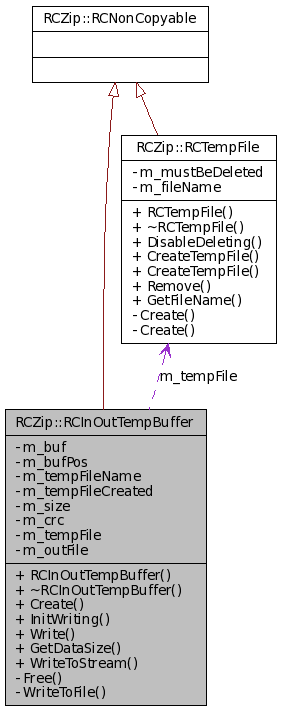 RCZip::RCNonCopyable
RCZip::RCTempFile
- m_mustBeDeleted
- m_fileName
+ RCTempFile()
+ ~RCTempFile()
+ DisableDeleting()
+ CreateTempFile()
+ CreateTempFile()
+ Remove()
+ GetFileName()
- Create()
- Create()
m_tempFile
RCZip::RCInOutTempBuffer
- m_buf
- m_bufPos
- m_tempFileName
- m_tempFileCreated
- m_size
- m_crc
- m_tempFile
- m_outFile
+ RCInOutTempBuffer()
+ ~RCInOutTempBuffer()
+ Create()
+ InitWriting()
+ Write()
+ GetDataSize()
+ WriteToStream()
- Free()
- WriteToFile()